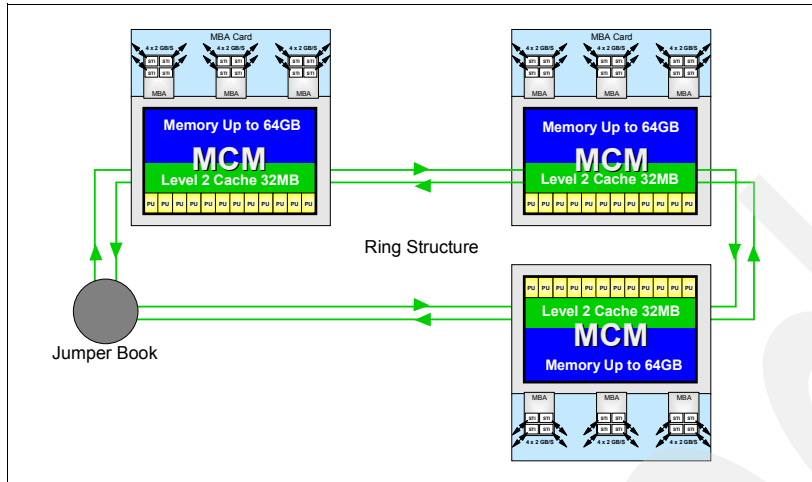 MBA Card
4 x 2 GB/S 4 x 2 GB/S 4 x 2 GB/S
STI STI STI STI STI STI
STI STI STI STI STI STI
MBA MBA MBA
Memory Up to 64GB
MCM
Level 2 Cache 32MB
PU PU PU PU PU PU PU PU PU PU PU PU
MBA Card
4 x 2 GB/S 4 x 2 GB/S 4 x 2 GB/S
STI STI STI STI STI STI
STI STI STI STI STI STI
MBA MBA MBA
Memory Up to 64GB
MCM
Level 2 Cache 32MB
PU PU PU PU PU PU PU PU PU PU PU PU
Ring Structure
Jumper Book
PU PU PU PU PU PU PU PU PU PU PU PU
Level 2 Cache 32MB
MCM
Memory Up to 64GB
MBA MBA MBA
STI STI STI STI STI STI
STI STI STI STI STI STI
4 x 2 GB/S 4 x 2 GB/S 4 x 2 GB/S